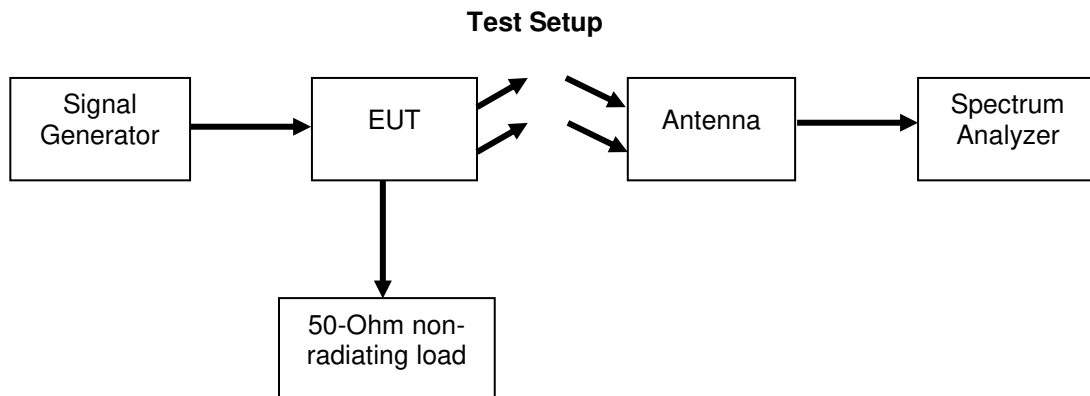 Test Setup
Signal
Generator
EUT
Antenna
Spectrum
Analyzer
50-Ohm non-
radiating load